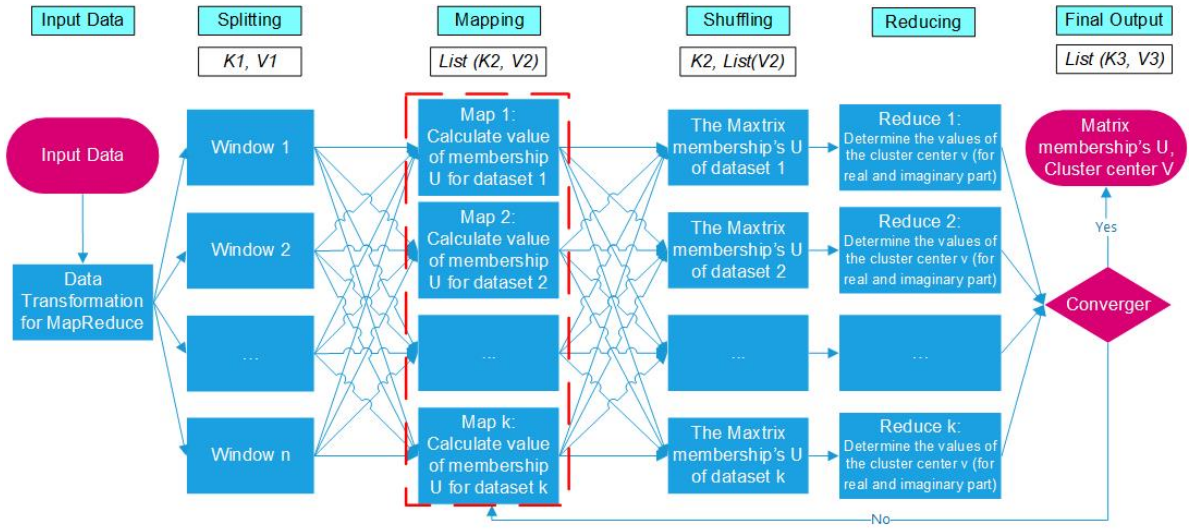 Input Data
Splitting
Mapping
Shuffling
Reducing
Final Output
K1, V1
List (K2, V2)
K2, List(V2)
List (K3, V3)
Input Data
Data
Transformation
for MapReduce
Window 1
Window 2
...
Window n
Map 1:
Calculate value
of membership
U for dataset 1
Map 2:
Calculate value
of membership
U for dataset 2
...
Map k:
Calculate value
of membership
U for dataset k
The Maxtrix
membership's U
of dataset 1
The Maxtrix
membership's U
of dataset 2
...
The Maxtrix
membership's U
of dataset k
Reduce 1:
Determine the values of
the cluster center v (for
real and imaginary part)
Reduce 2:
Determine the values of
the cluster center v (for
real and imaginary part)
...
Reduce k:
Determine the values of
the cluster center v (for
real and imaginary part)
Matrix
membership's U,
Cluster center V
Yes
Converger
No